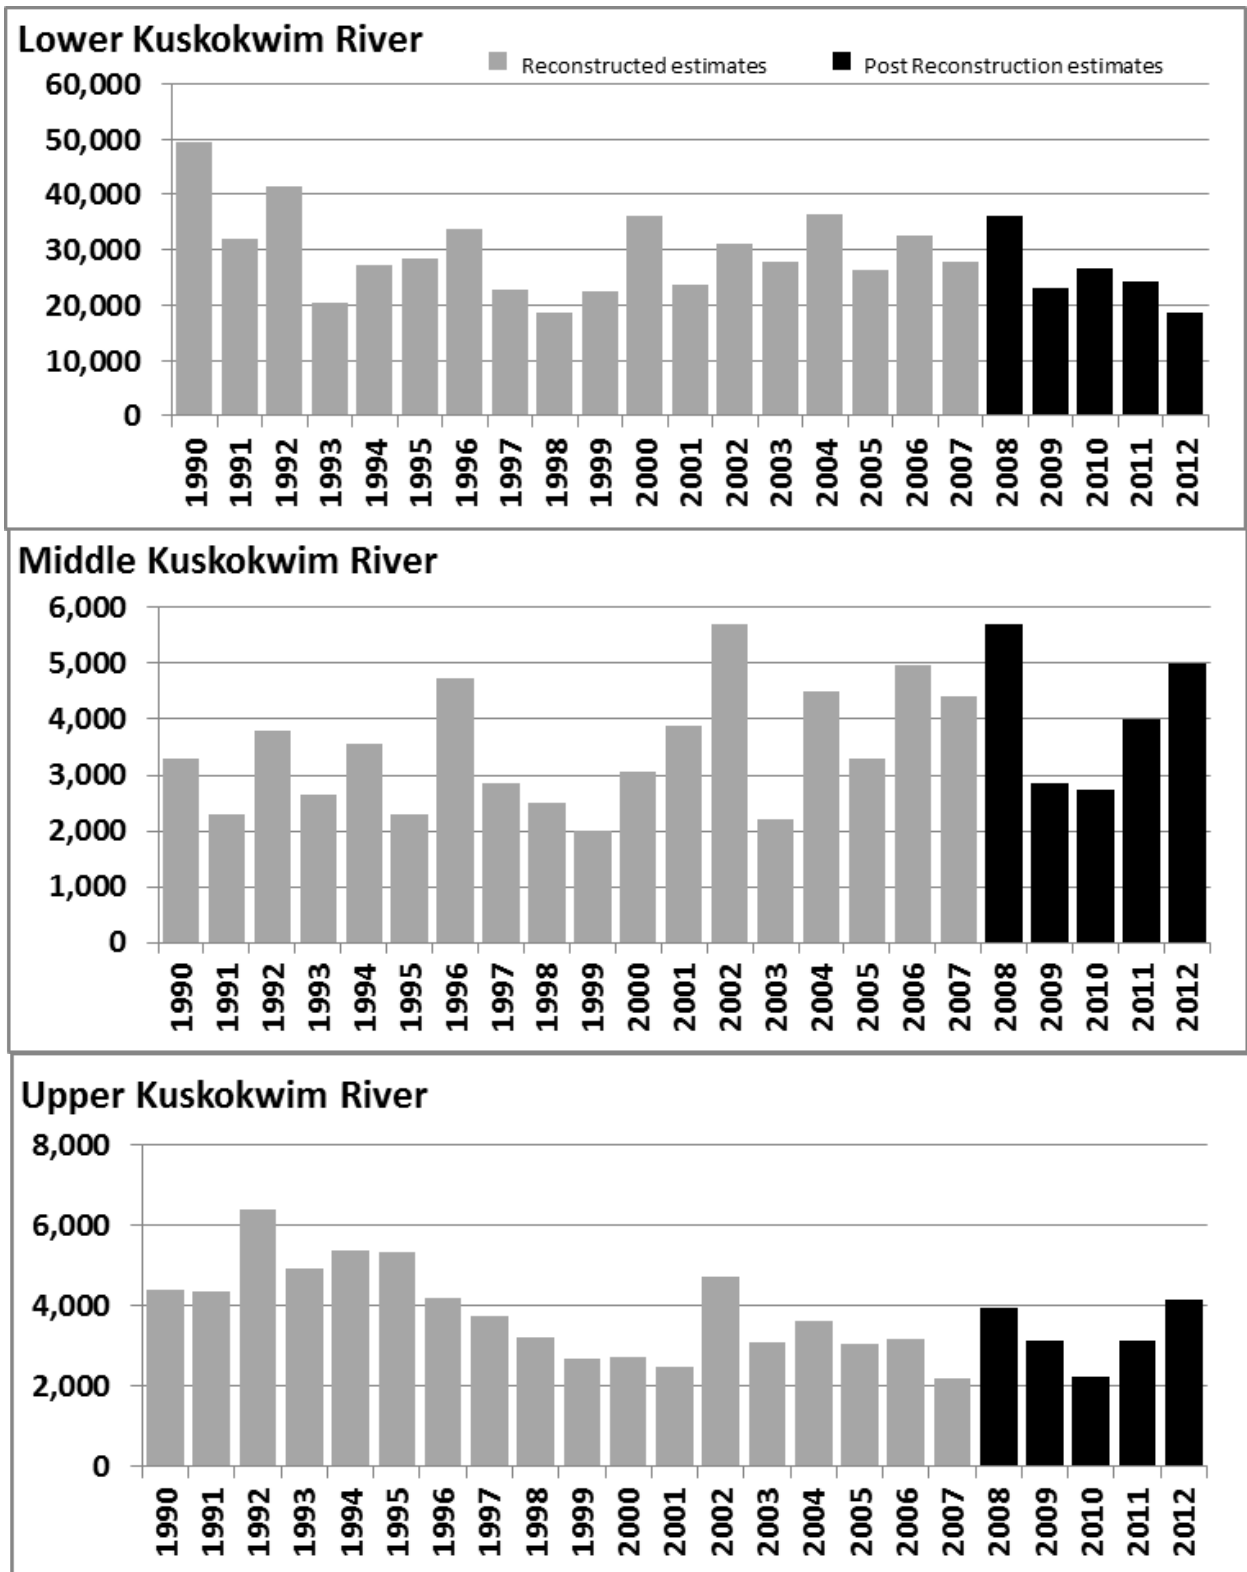 Lower Kuskokwim River
Reconstructed estimates Post Reconstruction estimates
60,000
50,000
40,000
30,000
20,000
10,000
0
1990 1991 1992 1993 1994 1995 1996 1997 1998 1999 2000 2001 2002 2003 2004 2005 2006 2007 2008 2009 2010 2011 2012
Middle Kuskokwim River
6,000
5,000
4,000
3,000
2,000
1,000
0
1990 1991 1992 1993 1994 1995 1996 1997 1998 1999 2000 2001 2002 2003 2004 2005 2006 2007 2008 2009 2010 2011 2012
Upper Kuskokwim River
8,000
6,000
4,000
2,000
0
1990 1991 1992 1993 1994 1995 1996 1997 1998 1999 2000 2001 2002 2003 2004 2005 2006 2007 2008 2009 2010 2011 2012